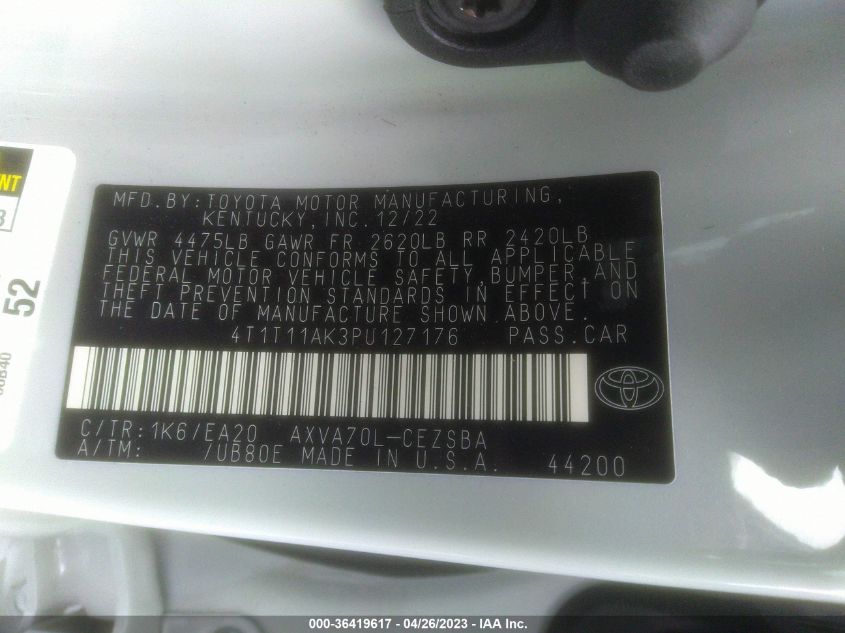 NT
3
52
00B40
MFD.BY:TOYOTA MOTOR MANUFACTURING,
KENTUCKY,INC.12/22
GVWR 4475LB GAWR FR 2620LB RR 2420LB
THIS VEHICLE CONFORMS TO ALL APPLICABLE
FEDERAL MOTOR VEHICLE SAFETY,BUMPER,AND
THEFT PREVENTION STANDARDS IN EFFECT ON
THE DATE OF MANUFACTURE SHOWN ABOVE.
4T1T11AK3PU127176 PASS.CAR
C/TR:1K6/EA20 AXVA70L-CEZSBA
A/TM: /UB80E MADE IN U.S.A. 44200
000-36419617 - 04/26/2023 - IAA Inc.